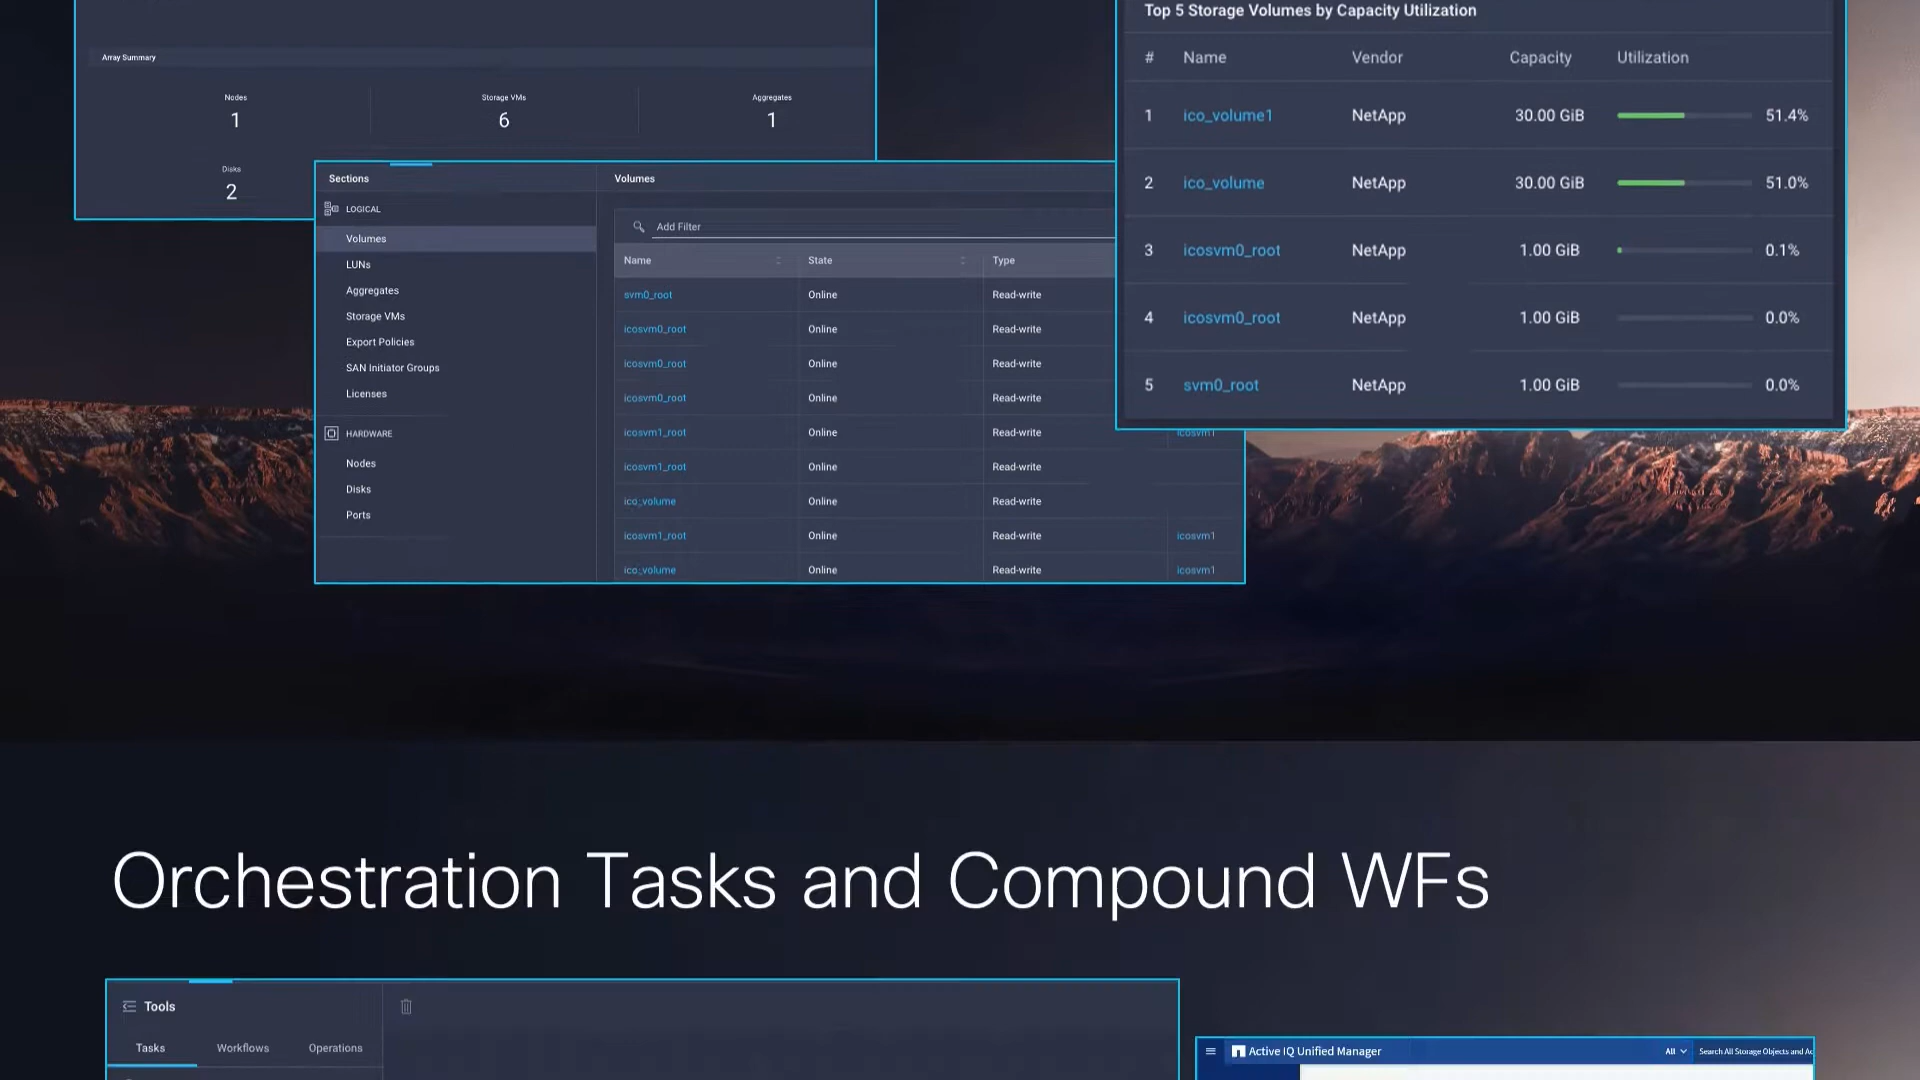 Array Summary
Nodes
1
Storage VMs
6
Aggregates
1
Disks
2
Top 5 Storage Volumes by Capacity Utilization
# Name Vendor Capacity Utilization
1 ico_volume1 NetApp 30.00 GiB 51.4%
2 ico_volume NetApp 30.00 GiB 51.0%
3 icosvm0_root NetApp 1.00 GiB 0.1%
4 icosvm0_root NetApp 1.00 GiB 0.0%
5 svm0_root NetApp 1.00 GiB 0.0%
Sections
LOGICAL
Volumes
LUNs
Aggregates
Storage VMs
Export Policies
SAN Initiator Groups
Licenses
HARDWARE
Nodes
Disks
Ports
Volumes
Add Filter
Name State Type
svm0_root Online Read-write
icosvm0_root Online Read-write
icosvm0_root Online Read-write
icosvm0_root Online Read-write
icosvm1_root Online Read-write icosvm1
icosvm1_root Online Read-write
ico_volume Online Read-write
icosvm1_root Online Read-write icosvm1
ico_volume Online Read-write icosvm1
Orchestration Tasks and Compound WFs
Tools
Tasks Workflows Operations
Active IQ Unified Manager All Search All Storage Objects and Ac